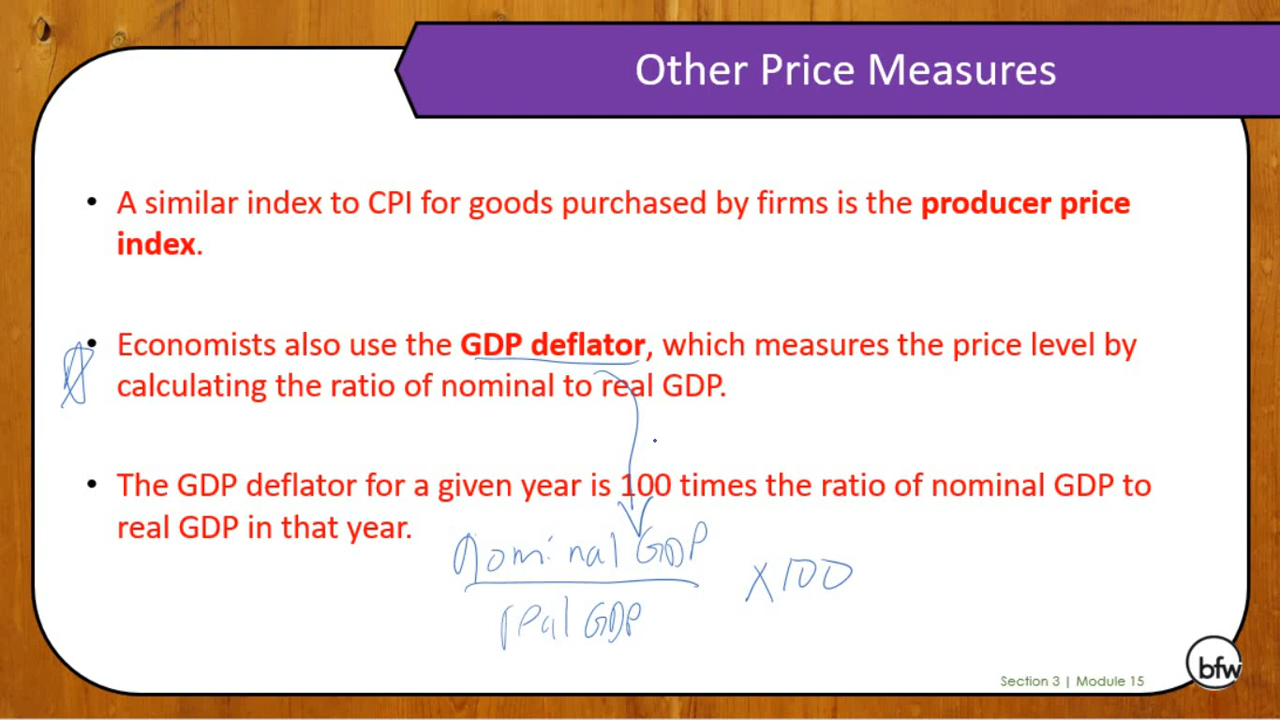 Other Price Measures
• A similar index to CPI for goods purchased by firms is the producer price
index.
• Economists also use the GDP deflator, which measures the price level by
calculating the ratio of nominal to real GDP.
• The GDP deflator for a given year is 100 times the ratio of nominal GDP to
real GDP in that year.
nominal GDP
x100
real GDP
Section 3 | Module 15
bfw